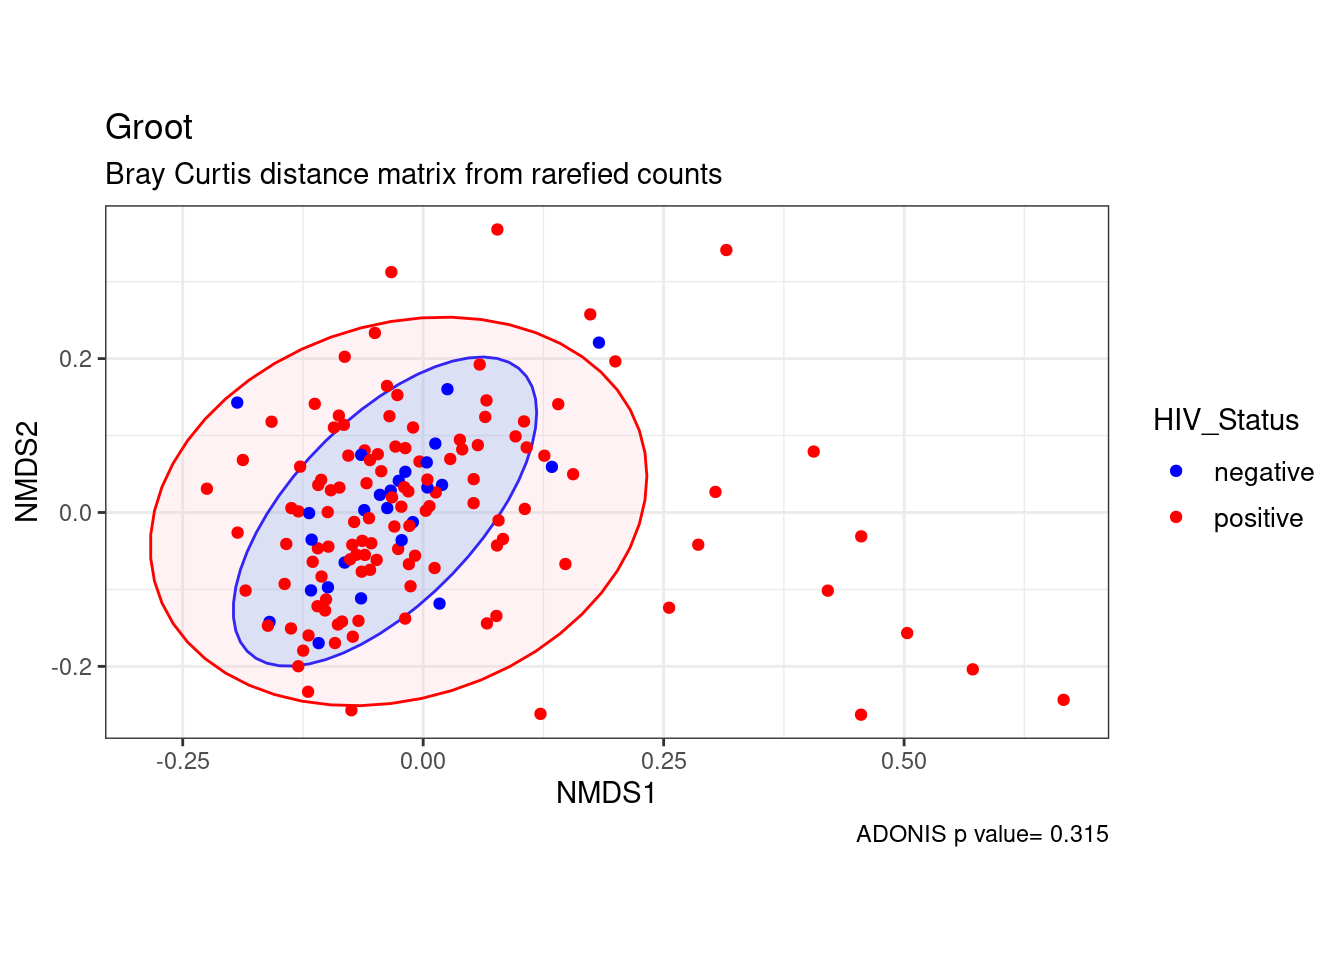 Groot
Bray Curtis distance matrix from rarefied counts
NMDS2
0.2
0.0
-0.2
-0.25
0.00
0.25
0.50
NMDS1
HIV_Status
negative
positive
ADONIS p value= 0.315